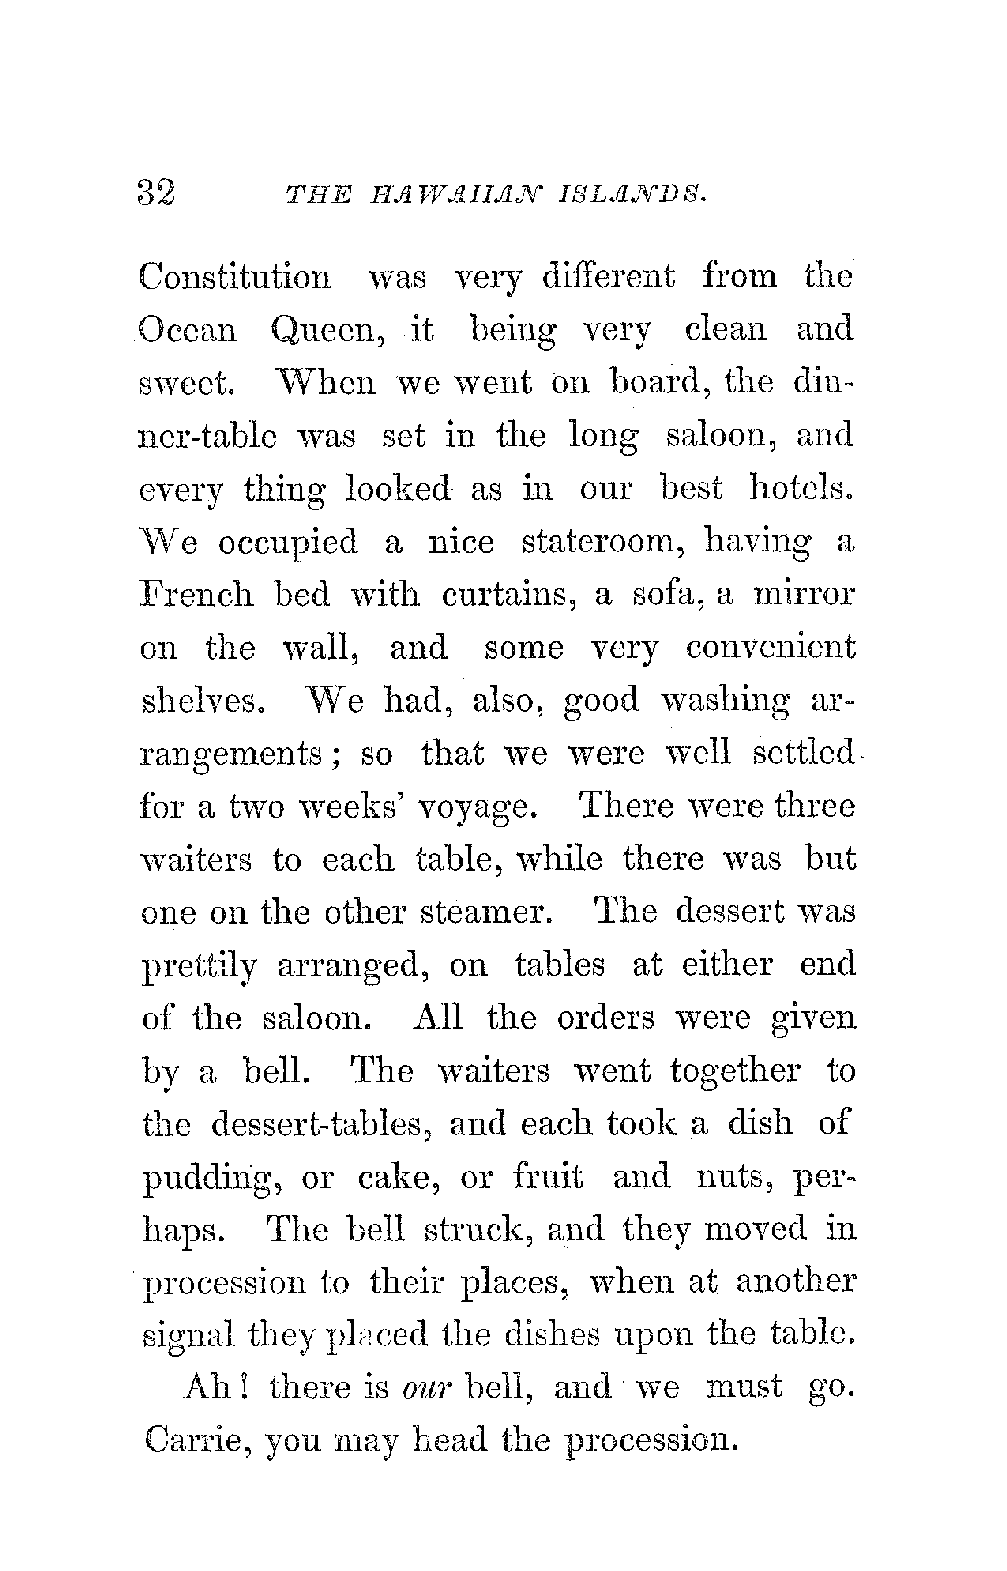 32 THE HAWAIIAN ISLANDS.
Constitution was very different from the
Ocean Queen, it being very clean and
sweet. When we went on board, the din-
ner-table was set in the long saloon, and
every thing looked as in our best hotels.
We occupied a nice stateroom, having a
French bed with curtains, a sofa, a mirror
on the wall, and some very convenient
shelves. We had, also, good washing ar-
rangements; so that we were well settled
for a two weeks' voyage. There were three
waiters to each table, while there was but
one on the other steamer. The dessert was
prettily arranged, on tables at either end
of the saloon. All the orders were given
by a bell. The waiters went together to
the dessert-tables, and each took a dish of
pudding, or cake, or fruit and nuts, per-
haps. The bell struck, and they moved in
procession to their places, when at another
signal they placed the dishes upon the table.
Ah! there is our bell, and we must go.
Carrie, you may head the procession.